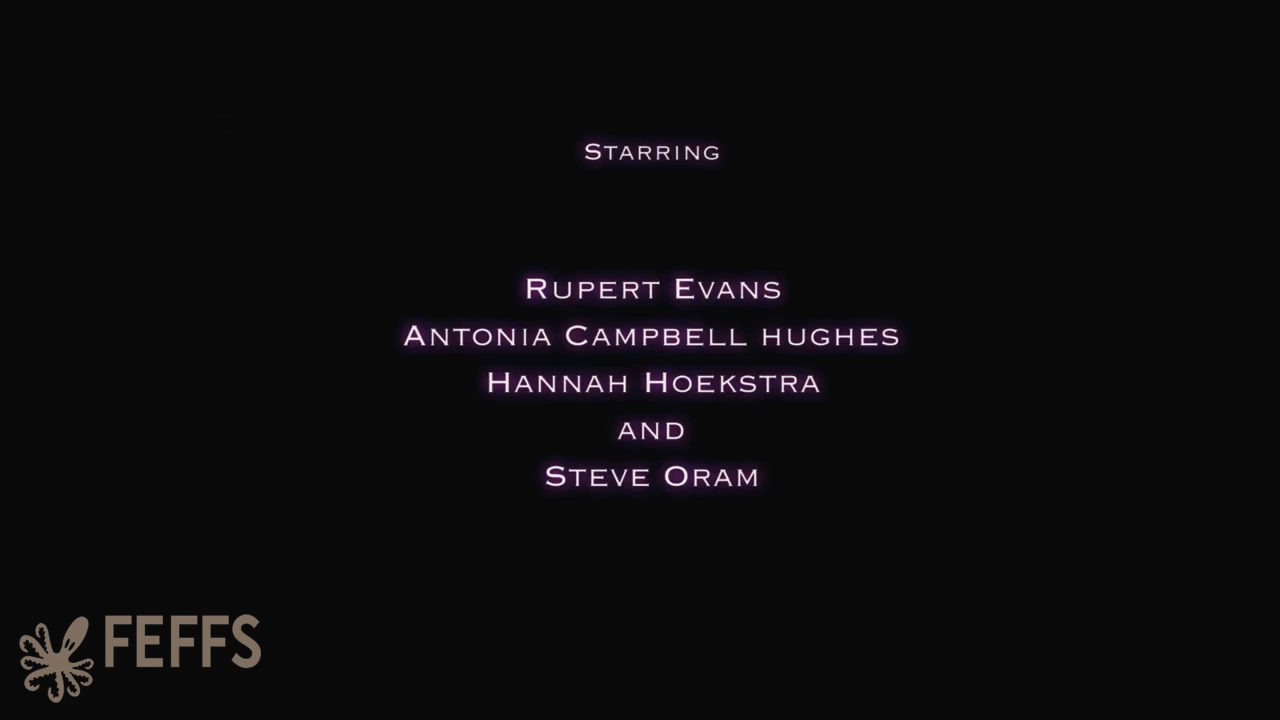 Starring
Rupert Evans
Antonia Campbell hughes
Hannah Hoekstra
and
Steve Oram
FEFFS